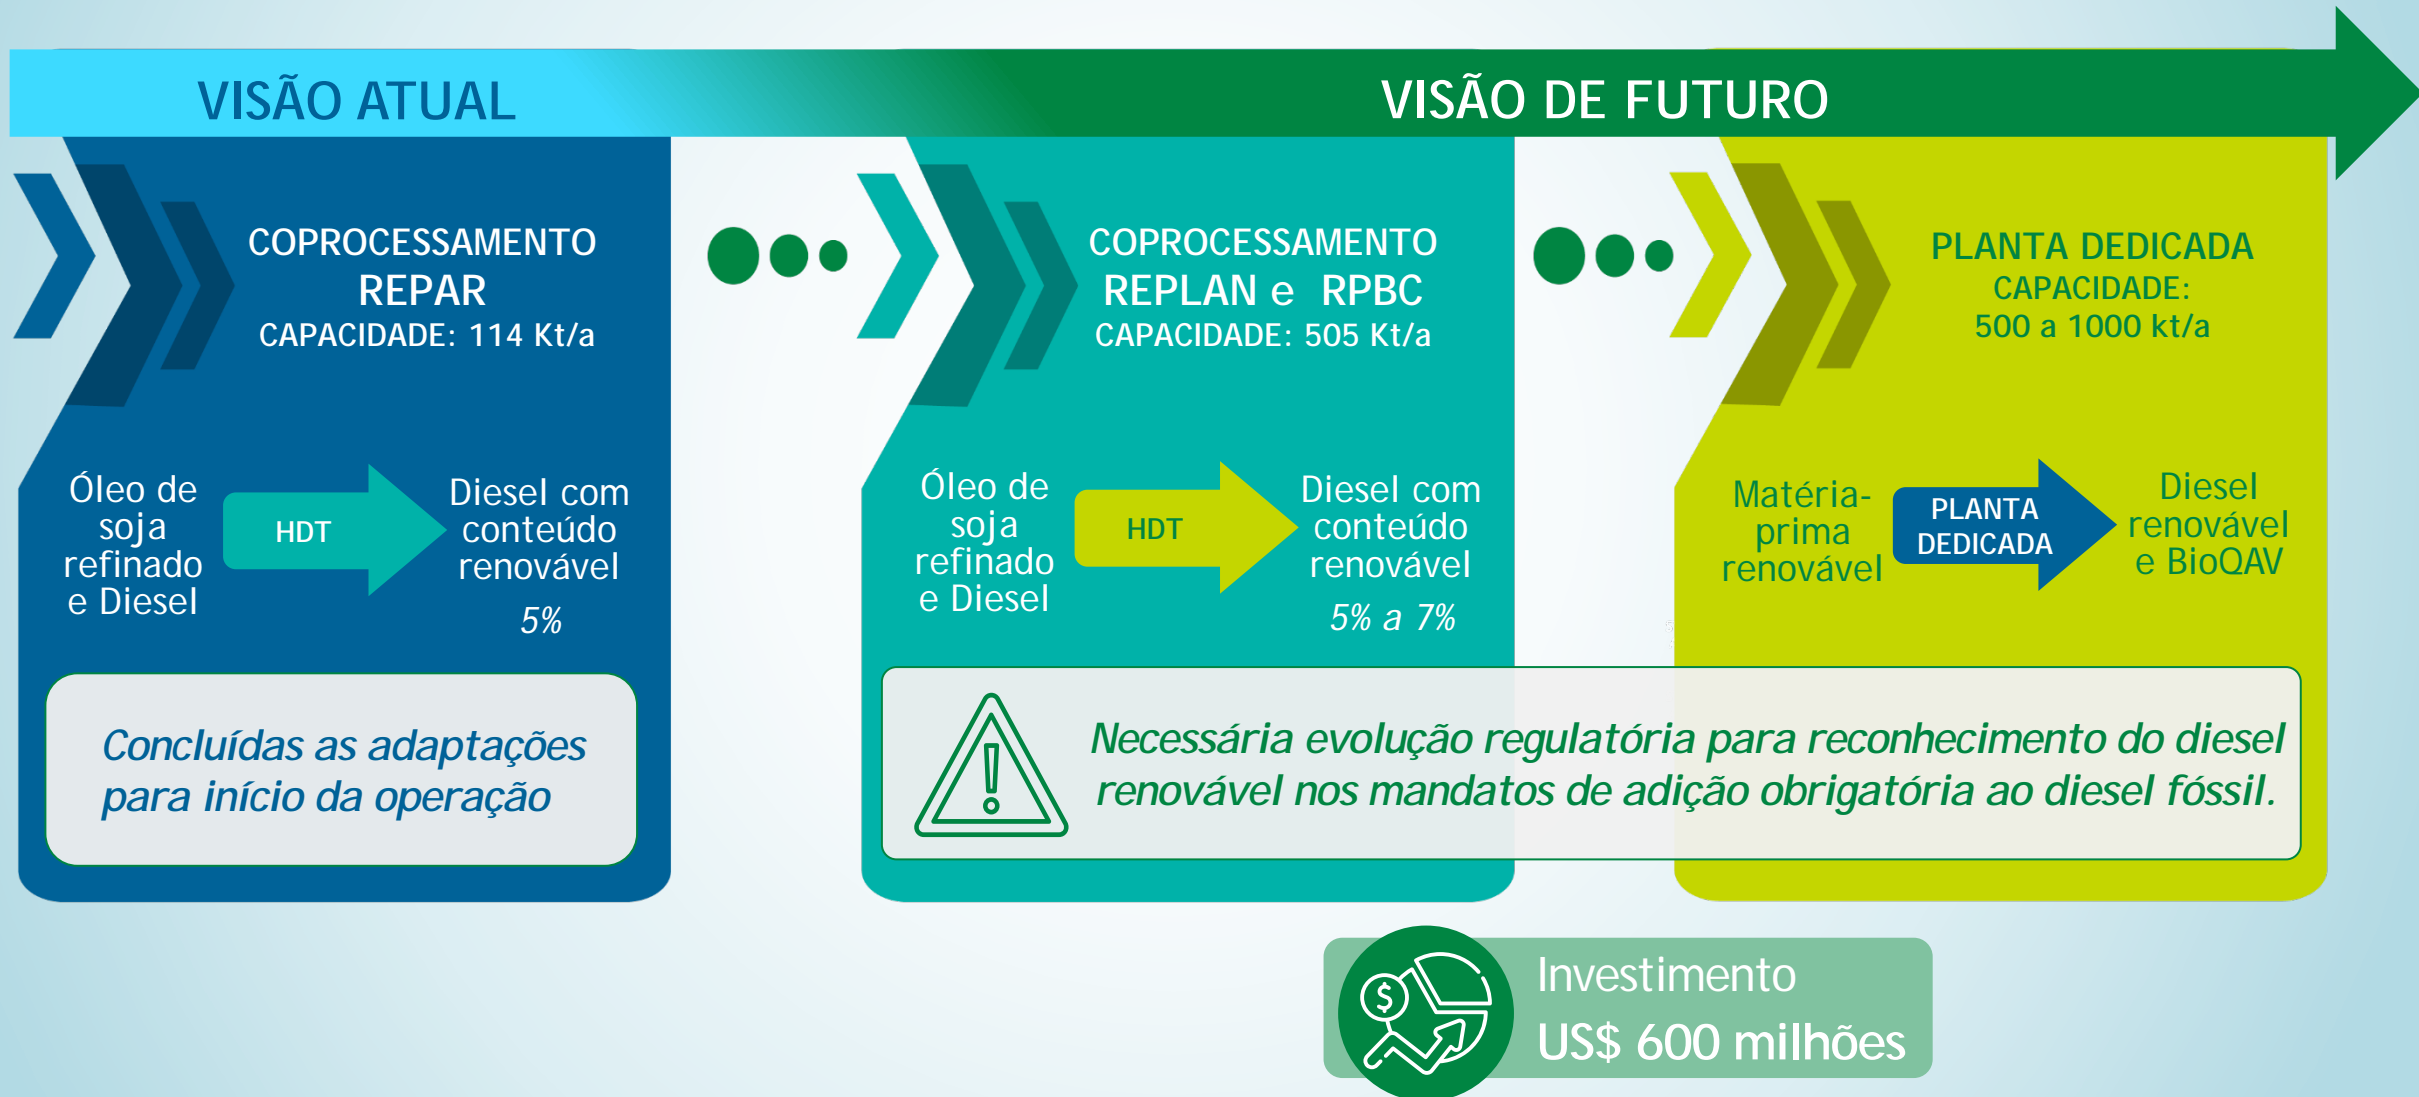 VISÃO ATUAL
VISÃO DE FUTURO
COPROCESSAMENTO
REPAR
CAPACIDADE: 114 Kt/a
Óleo de
soja
refinado
e Diesel
HDT
Diesel com
conteúdo
renovável
5%
Concluídas as adaptações
para início da operação
COPROCESSAMENTO
REPLAN e RPBC
CAPACIDADE: 505 Kt/a
Óleo de
soja
refinado
e Diesel
HDT
Diesel com
conteúdo
renovável
5% a 7%
PLANTA DEDICADA
CAPACIDADE:
500 a 1000 kt/a
Matéria-
prima
renovável
PLANTA
DEDICADA
Diesel
renovável
e BioQAV
Necessária evolução regulatória para reconhecimento do diesel
renovável nos mandatos de adição obrigatória ao diesel fóssil.
Investimento
US$ 600 milhões